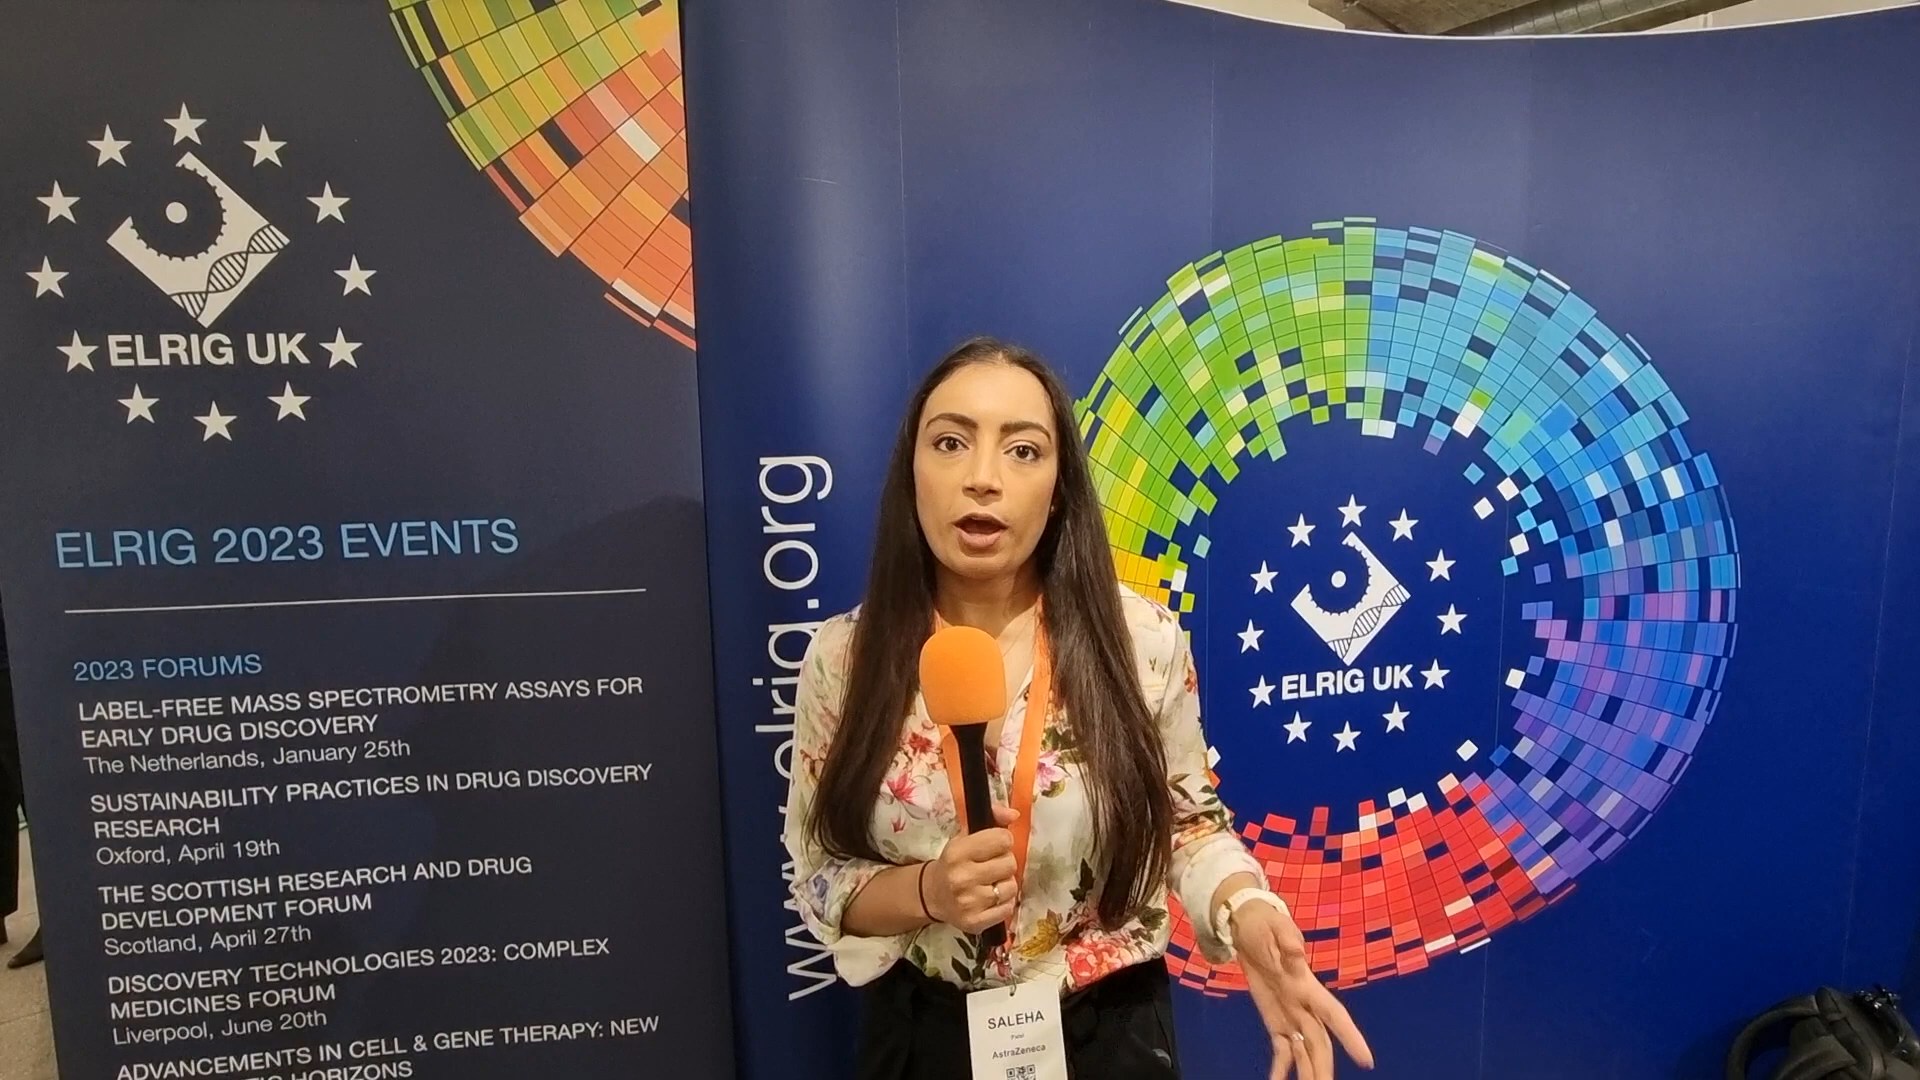 ELRIG UK
ELRIG 2023 EVENTS
2023 FORUMS
LABEL-FREE MASS SPECTROMETRY ASSAYS FOR
EARLY DRUG DISCOVERY
The Netherlands, January 25th
SUSTAINABILITY PRACTICES IN DRUG DISCOVERY
RESEARCH
Oxford, April 19th
THE SCOTTISH RESEARCH AND DRUG
DEVELOPMENT FORUM
Scotland, April 27th
DISCOVERY TECHNOLOGIES 2023: COMPLEX
MEDICINES FORUM
Liverpool, June 20th
ADVANCEMENTS IN CELL & GENE THERAPY: NEW
HORIZONS
www.elrig.org
ELRIG UK
SALEHA
Patel
AstraZeneca